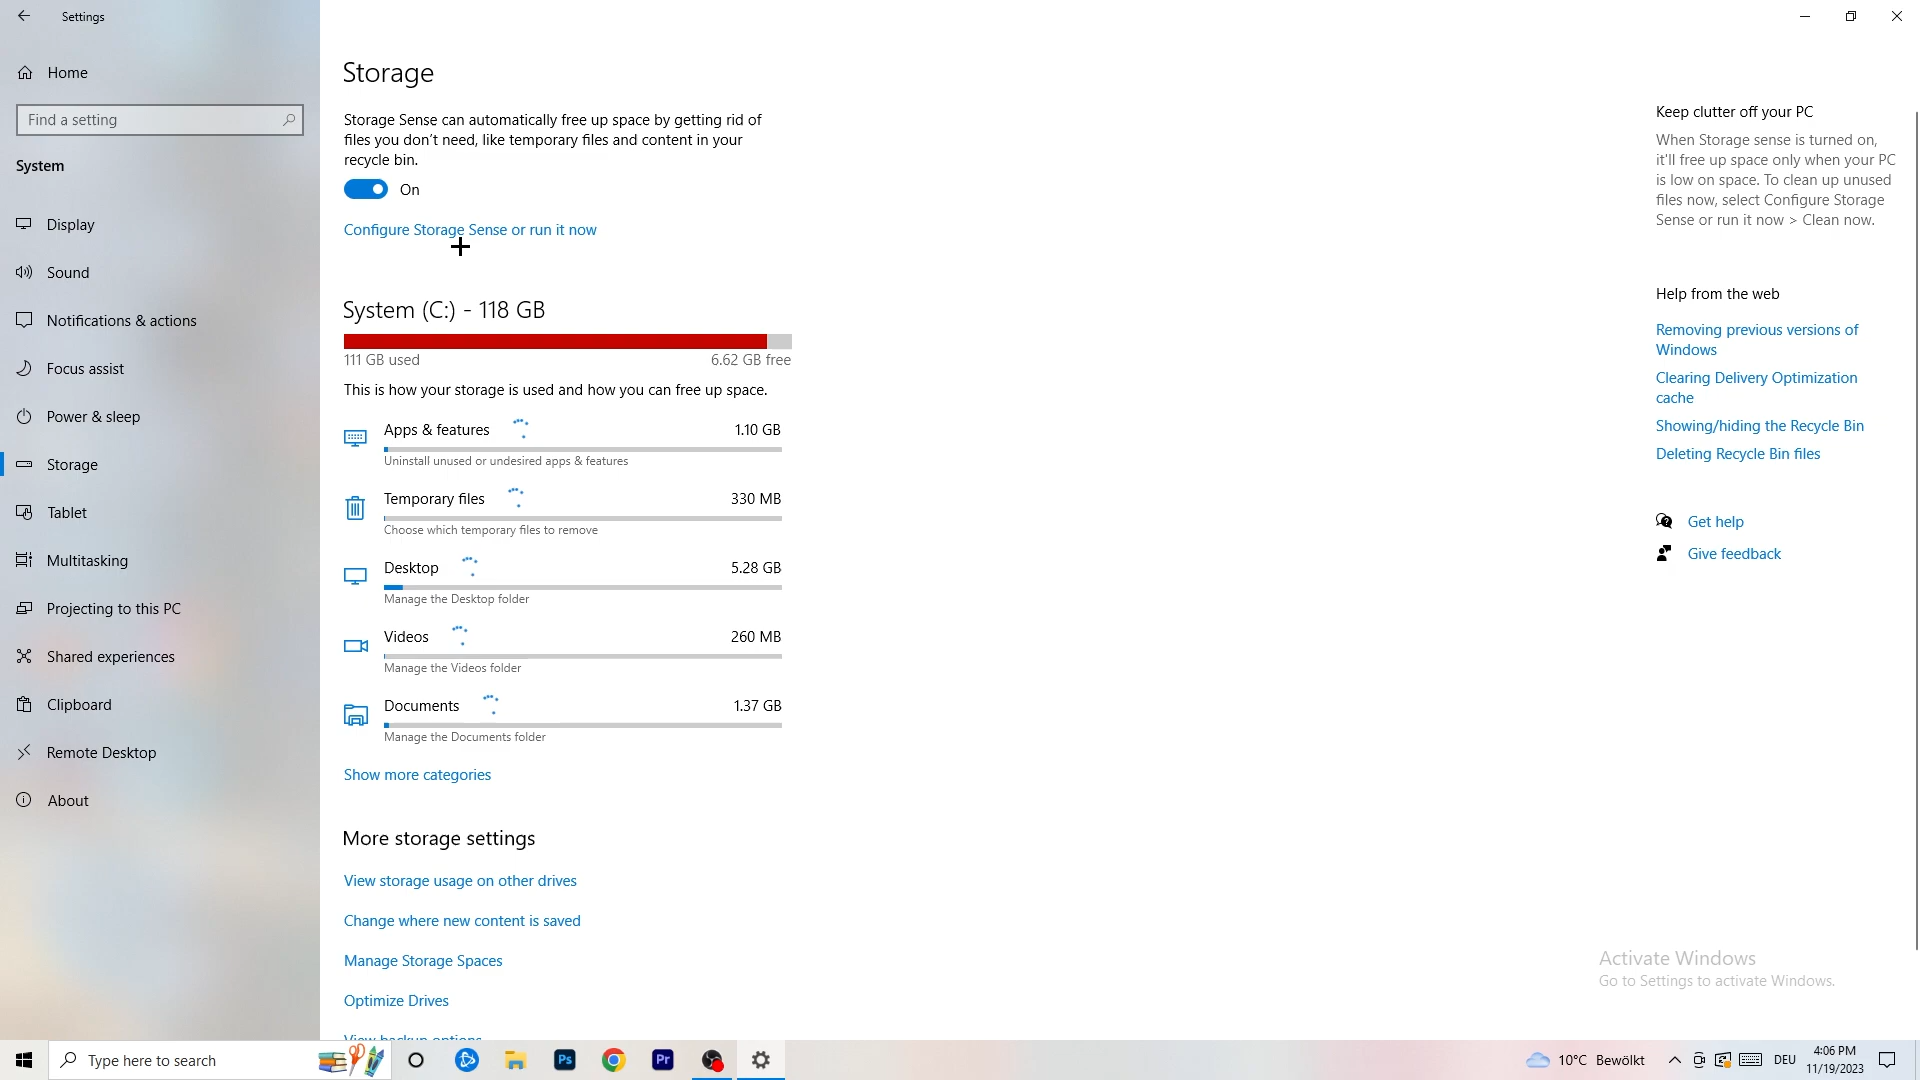 Settings
Home
Find a setting
System
Display
Sound
Notifications & actions
Focus assist
Power & sleep
Storage
Tablet
Multitasking
Projecting to this PC
Shared experiences
Clipboard
Remote Desktop
About
Storage
Storage Sense can automatically free up space by getting rid of
files you don’t need, like temporary files and content in your
recycle bin.
On
Configure Storage Sense or run it now
System (C:) - 118 GB
111 GB used
6.62 GB free
This is how your storage is used and how you can free up space.
Apps & features
1.10 GB
Uninstall unused or undesired apps & features
Temporary files
330 MB
Choose which temporary files to remove
Desktop
5.28 GB
Manage the Desktop folder
Videos
260 MB
Manage the Videos folder
Documents
1.37 GB
Manage the Documents folder
Show more categories
More storage settings
View storage usage on other drives
Change where new content is saved
Manage Storage Spaces
Optimize Drives
View backup options
Keep clutter off your PC
When Storage sense is turned on,
it'll free up space only when your PC
is low on space. To clean up unused
files now, select Configure Storage
Sense or run it now > Clean now.
Help from the web
Removing previous versions of
Windows
Clearing Delivery Optimization
cache
Showing/hiding the Recycle Bin
Deleting Recycle Bin files
Get help
Give feedback
Activate Windows
Go to Settings to activate Windows.
Type here to search
Ps
Pr
10°C Bewölkt
DEU
4:06 PM
11/19/2023